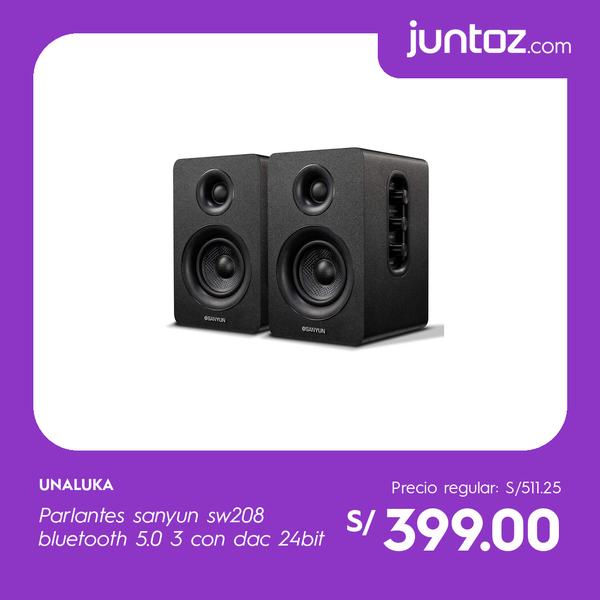 juntoz.com
SANYUN
SANYUN
UNALUKA
Parlantes sanyun sw208
bluetooth 5.0 3 con dac 24bit
Precio regular: S/511.25
S/ 399.00